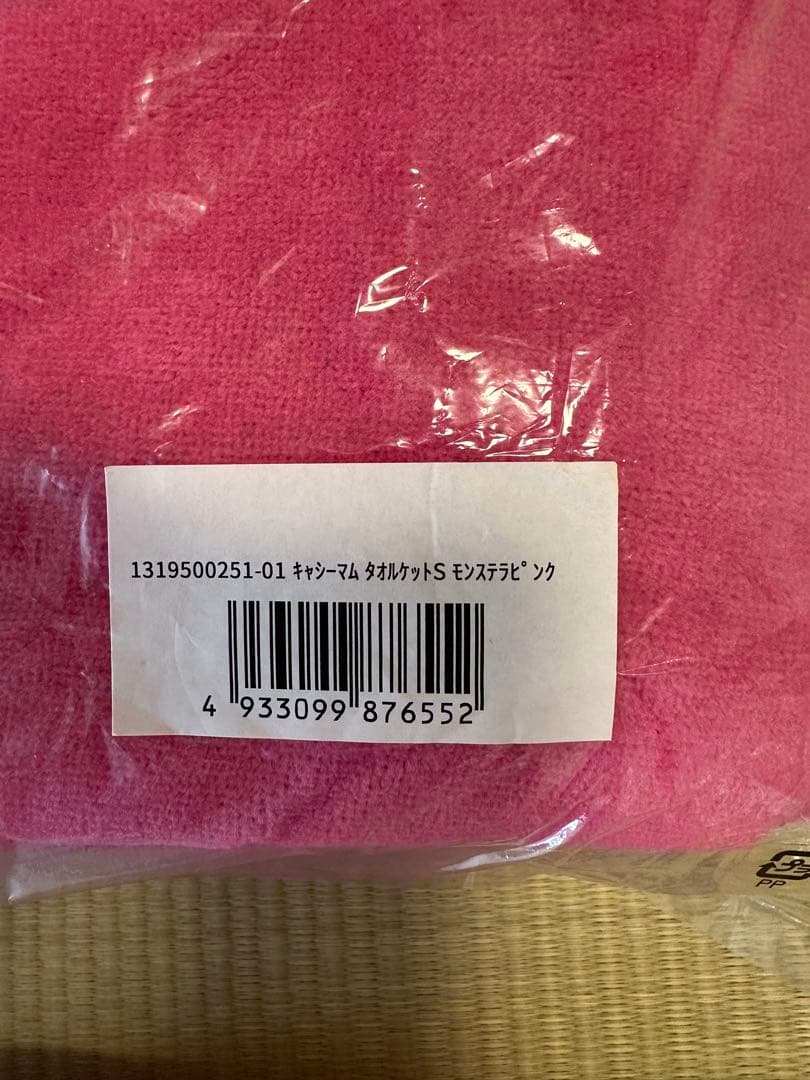 1319500251-01 ｷｬｼｰﾏﾑ ﾀｵﾙｹｯﾄS ﾓﾝｽﾃﾗﾋﾟﾝｸ
4 933099 876552
PP